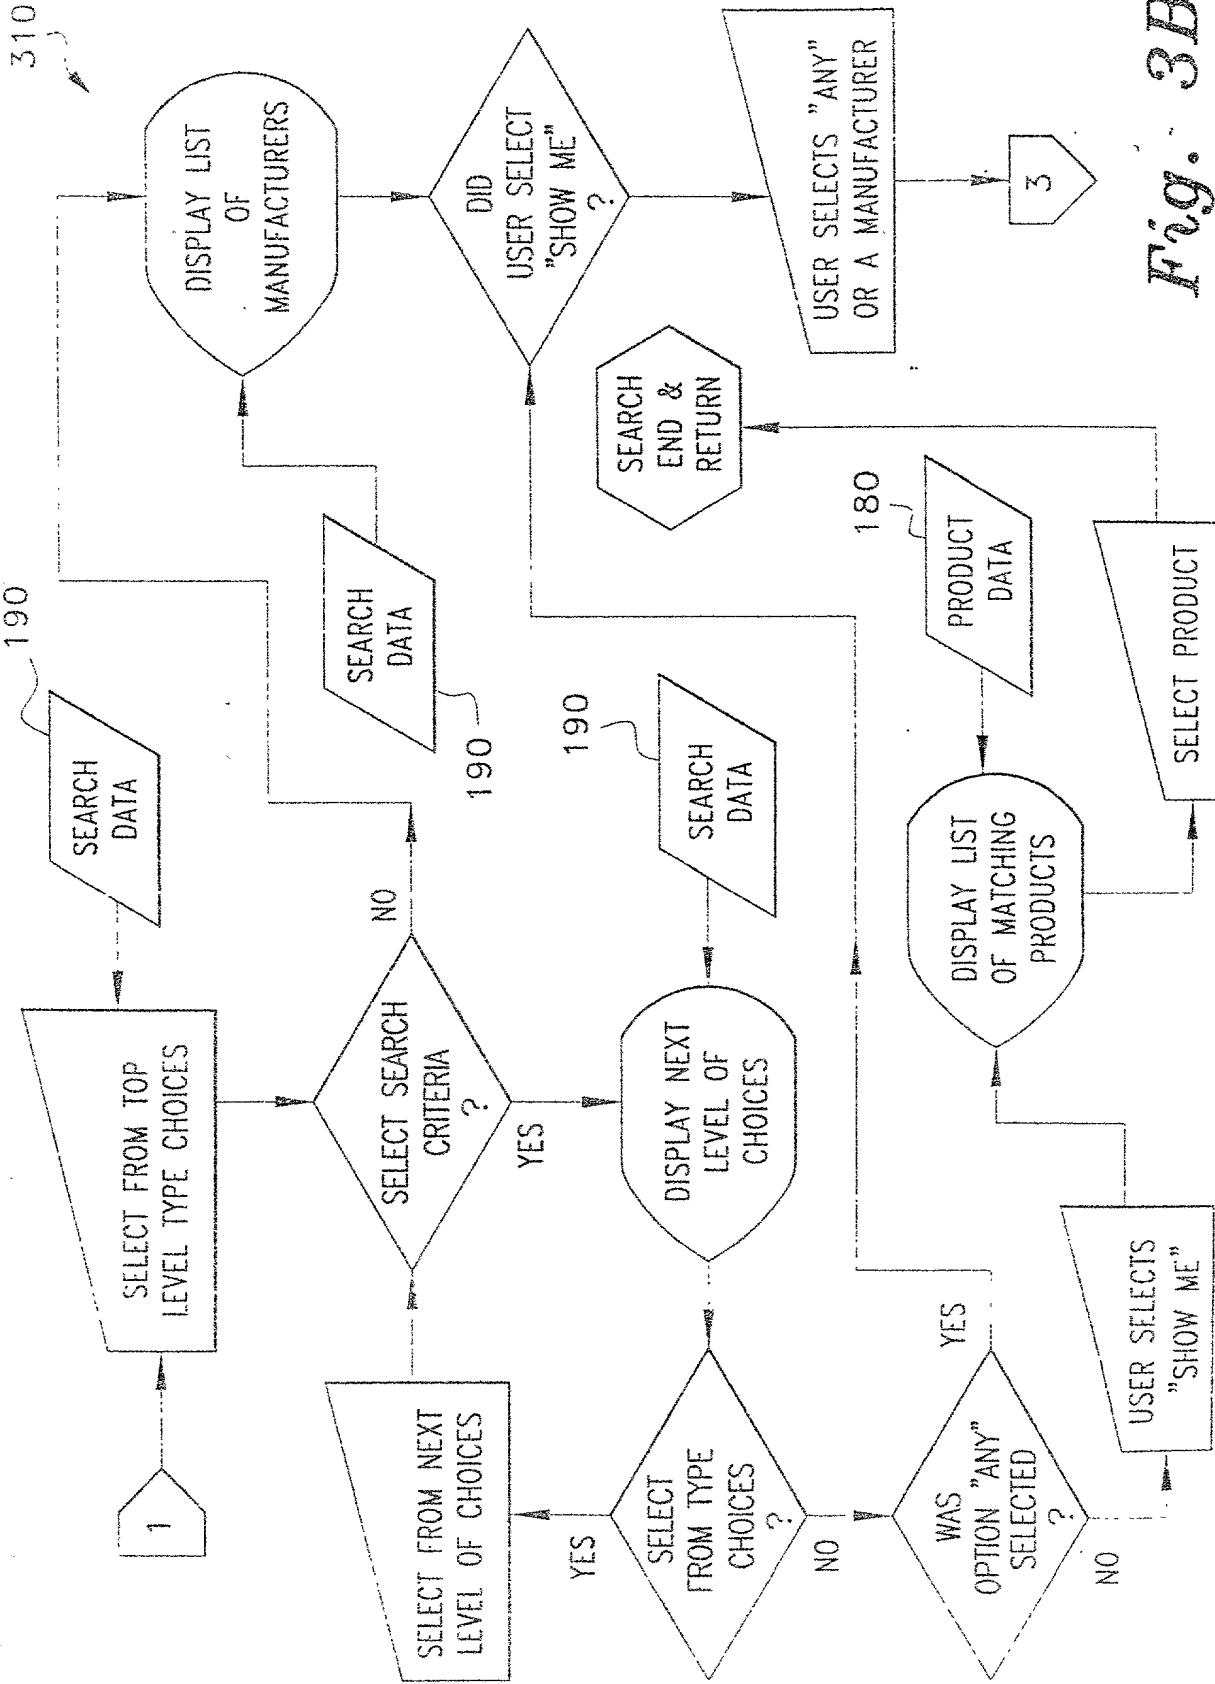 310
1
SELECT FROM TOP
LEVEL TYPE CHOICES
190
SEARCH
DATA
SELECT SEARCH
CRITERIA
?
NO
YES
SELECT FROM NEXT
LEVEL OF CHOICES
SEARCH
DATA
190
DISPLAY LIST
OF
MANUFACTURERS
DID
USER SELECT
"SHOW ME"
?
USER SELECTS "ANY"
OR A MANUFACTURER
3
DISPLAY NEXT
LEVEL OF
CHOICES
190
SEARCH
DATA
SELECT
FROM TYPE
CHOICES
?
YES
NO
WAS
OPTION "ANY"
SELECTED
?
YES
NO
USER SELECTS
"SHOW ME"
DISPLAY LIST
OF MATCHING
PRODUCTS
180
PRODUCT
DATA
SELECT PRODUCT
SEARCH
END &
RETURN
Fig. 3B